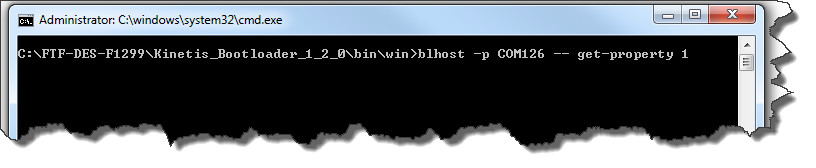 Administrator: C:\windows\system32\cmd.exe
C:\FTF-DES-F1299\Kinetis_Bootloader_1_2_0\bin\win>blhost -p COM126 -- get-property 1